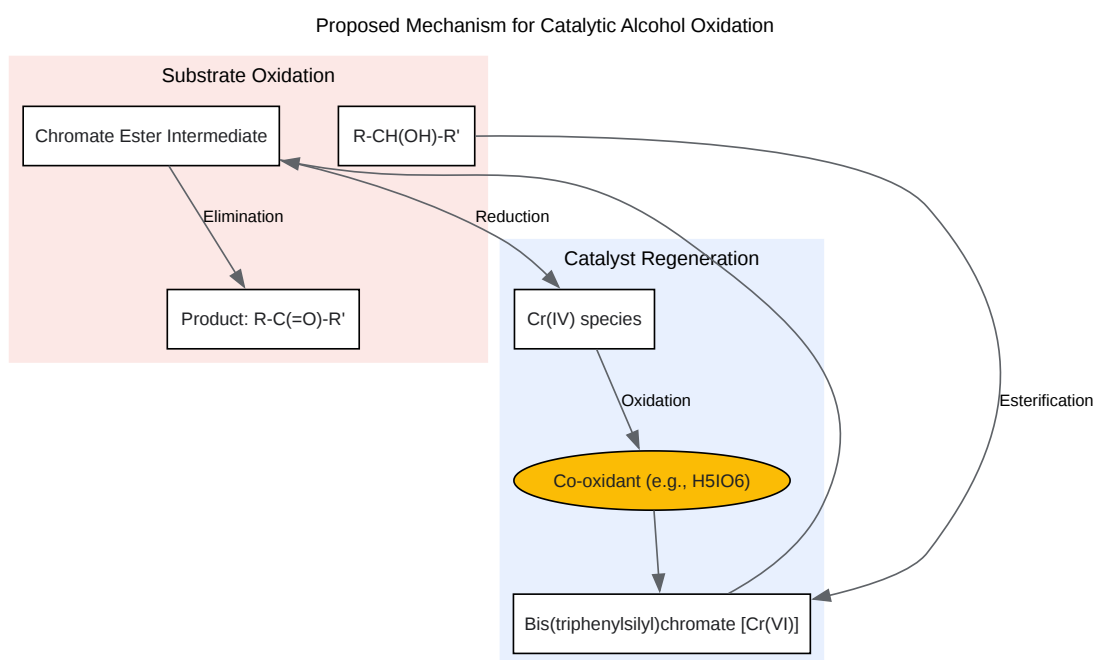 Proposed Mechanism for Catalytic Alcohol Oxidation
Substrate Oxidation
Chromate Ester Intermediate
R-CH(OH)-R'
Elimination
Reduction
Product: R-C(=O)-R'
Catalyst Regeneration
Cr(IV) species
Oxidation
Esterification
Co-oxidant (e.g., H5IO6)
Bis(triphenylsilyl)chromate [Cr(VI)]